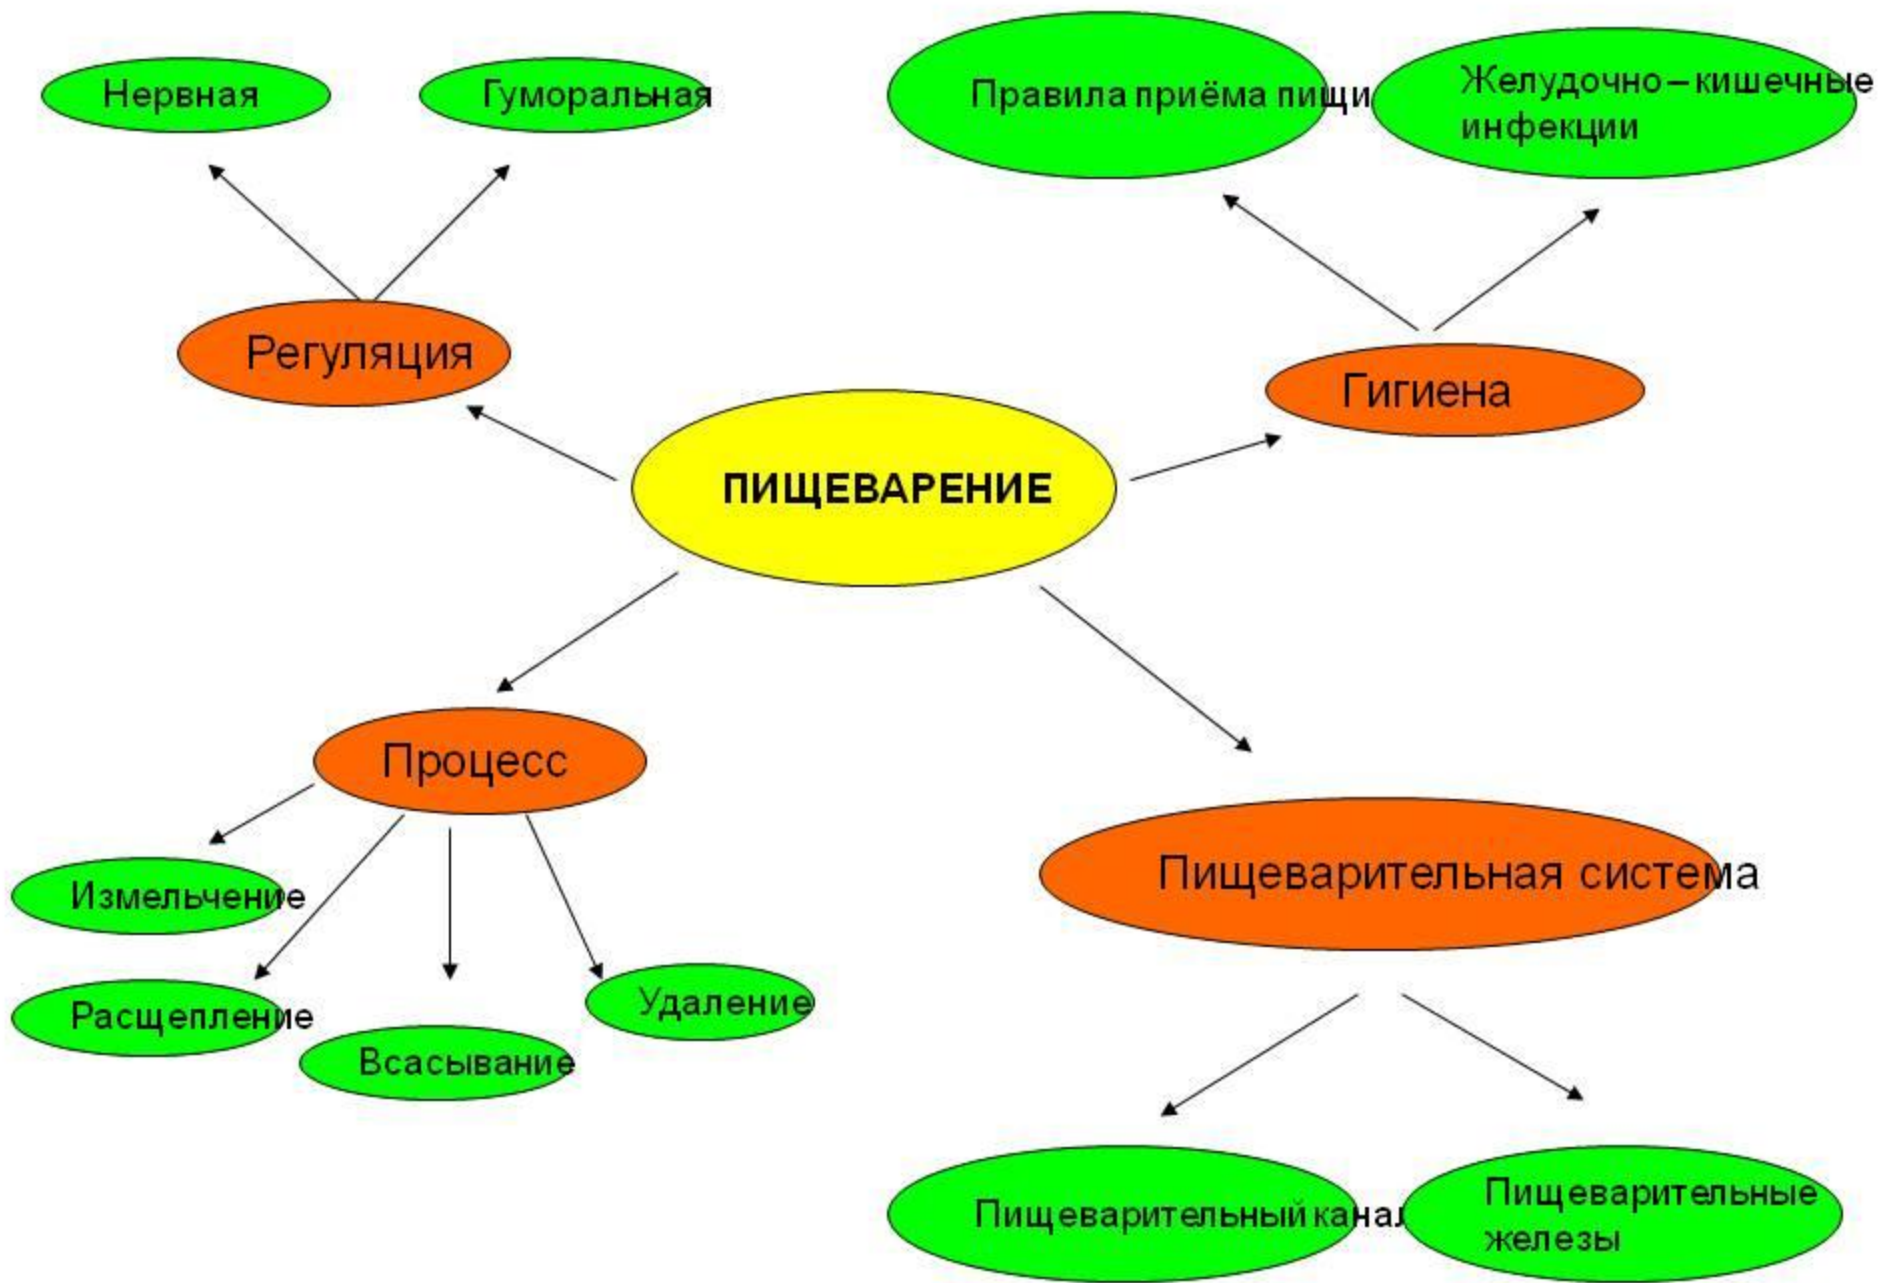 Нервная
Гуморальная
Правила приёма пищи
Желудочно – кишечные
инфекции
Регуляция
Гигиена
ПИЩЕВАРЕНИЕ
Процесс
Пищеварительная система
Измельчение
Расщепление
Всасывание
Удаление
Пищеварительный канал
Пищеварительные
железы